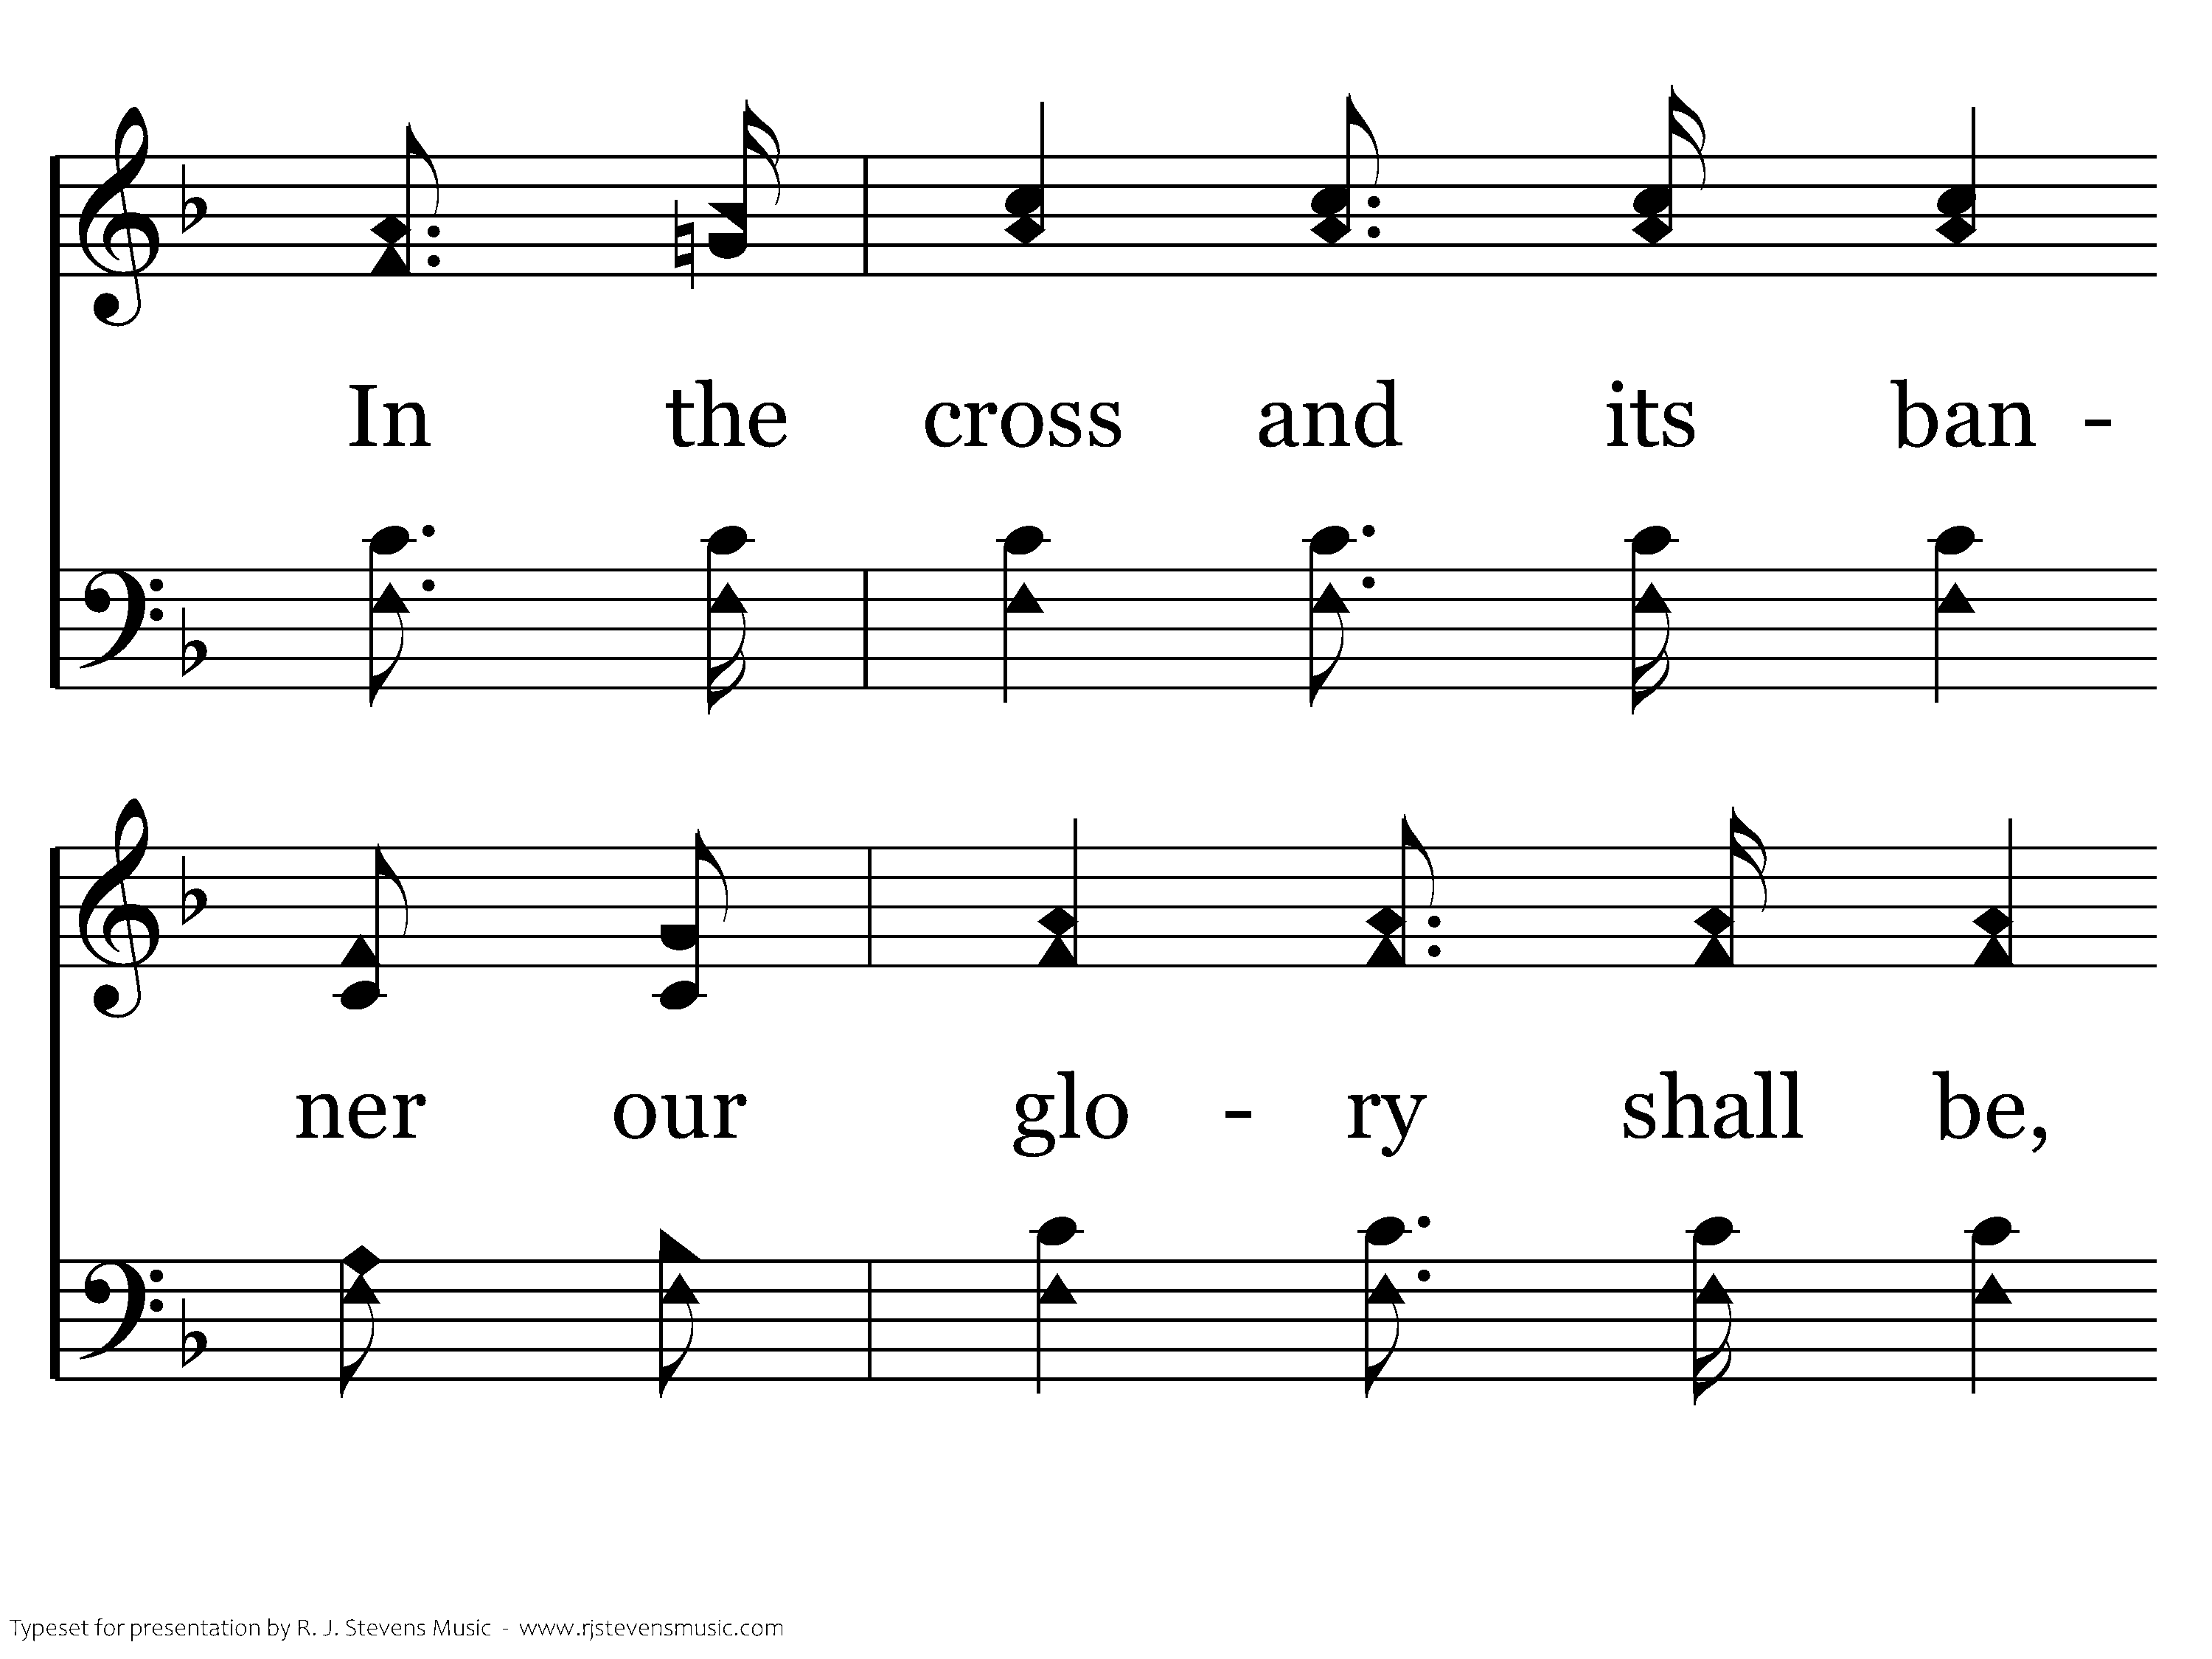 In the cross and its ban -
ner our glo - ry shall be,
Typeset for presentation by R. J. Stevens Music - www.rjstevensmusic.com